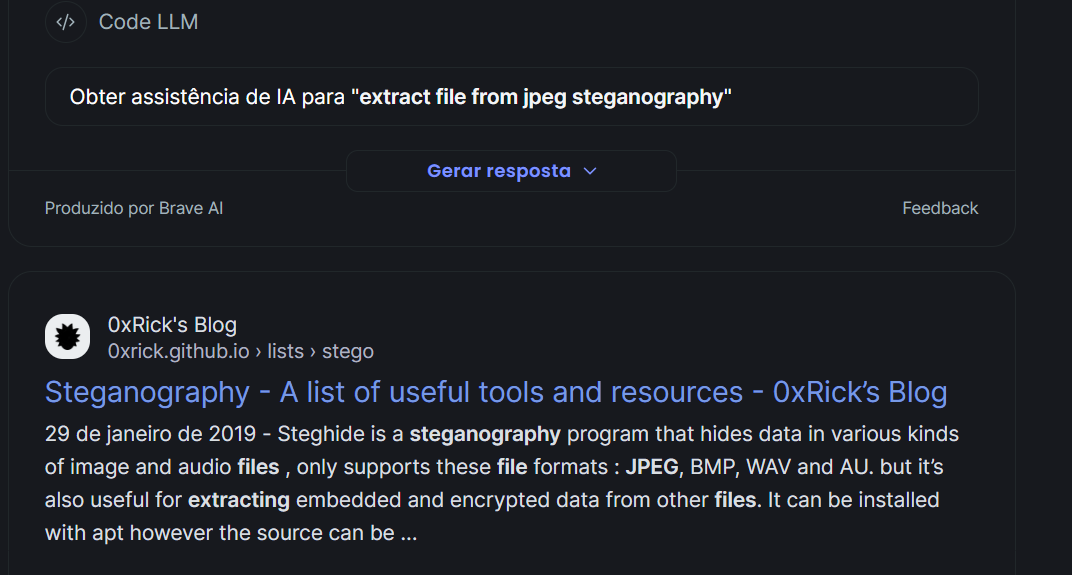 </> Code LLM
Obter assistência de IA para "extract file from jpeg steganography"
Gerar resposta
Produzido por Brave AI
Feedback
0xRick's Blog
0xrick.github.io › lists › stego
Steganography - A list of useful tools and resources - 0xRick’s Blog
29 de janeiro de 2019 - Steghide is a steganography program that hides data in various kinds
of image and audio files , only supports these file formats : JPEG, BMP, WAV and AU. but it’s
also useful for extracting embedded and encrypted data from other files. It can be installed
with apt however the source can be ...